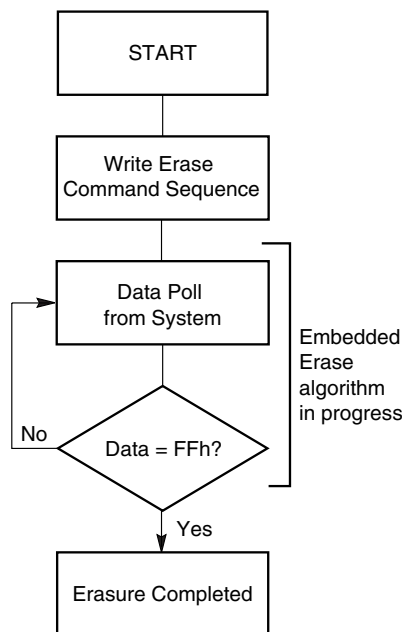 START
Write Erase
Command Sequence
Data Poll
from System
Embedded
Erase
algorithm
in progress
No
Data = FFh?
Yes
Erasure Completed